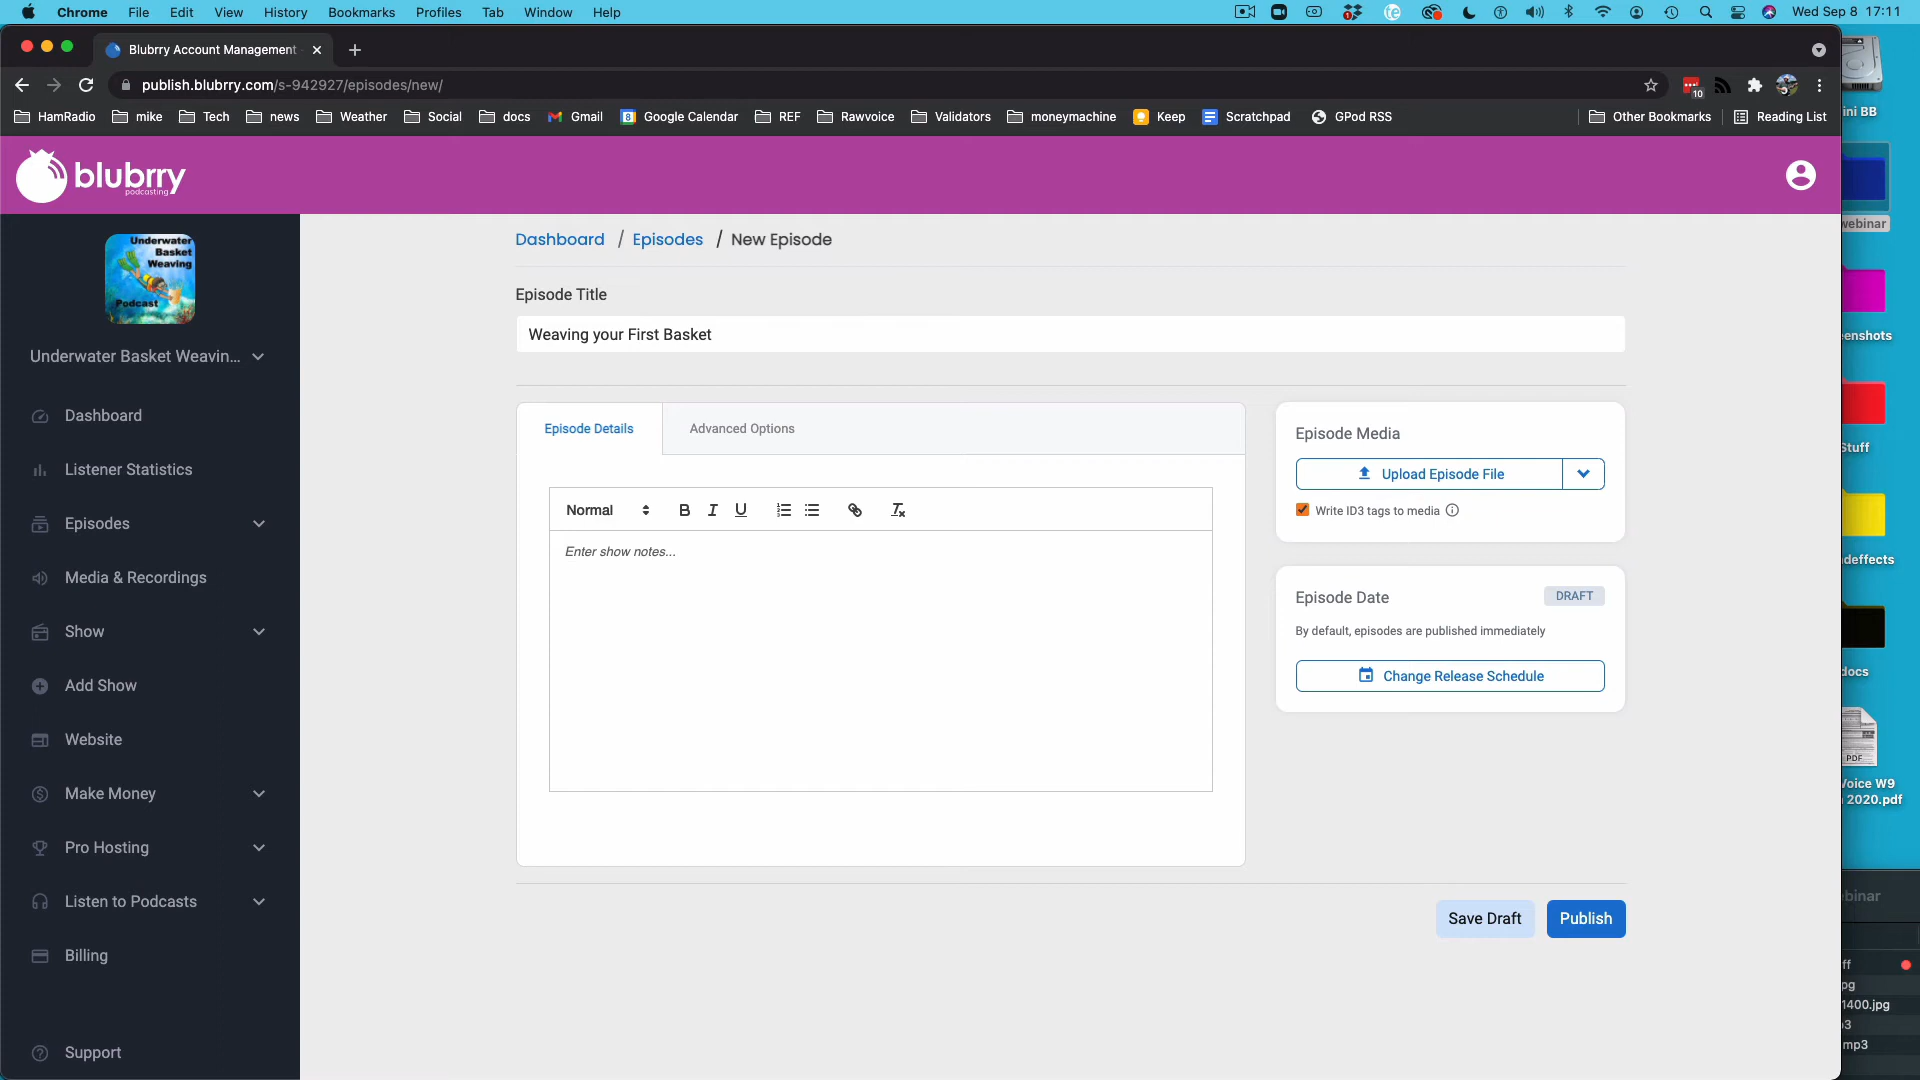 Chrome File Edit View History Bookmarks Profiles Tab Window Help
1
Wed Sep 8 17:11
Blubrry Account Management
publish.blubrry.com/s-942927/episodes/new/
10
HamRadio mike Tech news Weather Social docs Gmail 8 Google Calendar REF Rawvoice Validators moneymachine Keep Scratchpad GPod RSS Other Bookmarks Reading List
blubrry
podcasting
Underwater
Basket
Weaving
Podcast
Underwater Basket Weavin...
Dashboard
Listener Statistics
Episodes
Media & Recordings
Show
Add Show
Website
Make Money
Pro Hosting
Listen to Podcasts
Billing
Support
Dashboard / Episodes / New Episode
Episode Title
Weaving your First Basket
Episode Details
Advanced Options
Normal B I U
Enter show notes...
Episode Media
Upload Episode File
Write ID3 tags to media
Episode Date
DRAFT
By default, episodes are published immediately
Change Release Schedule
Save Draft
Publish
ini BB
webinar
eenshots
Stuff
deffects
docs
PDF
Voice W9
2020.pdf
binar
ff
pg
1400.jpg
p3
mp3